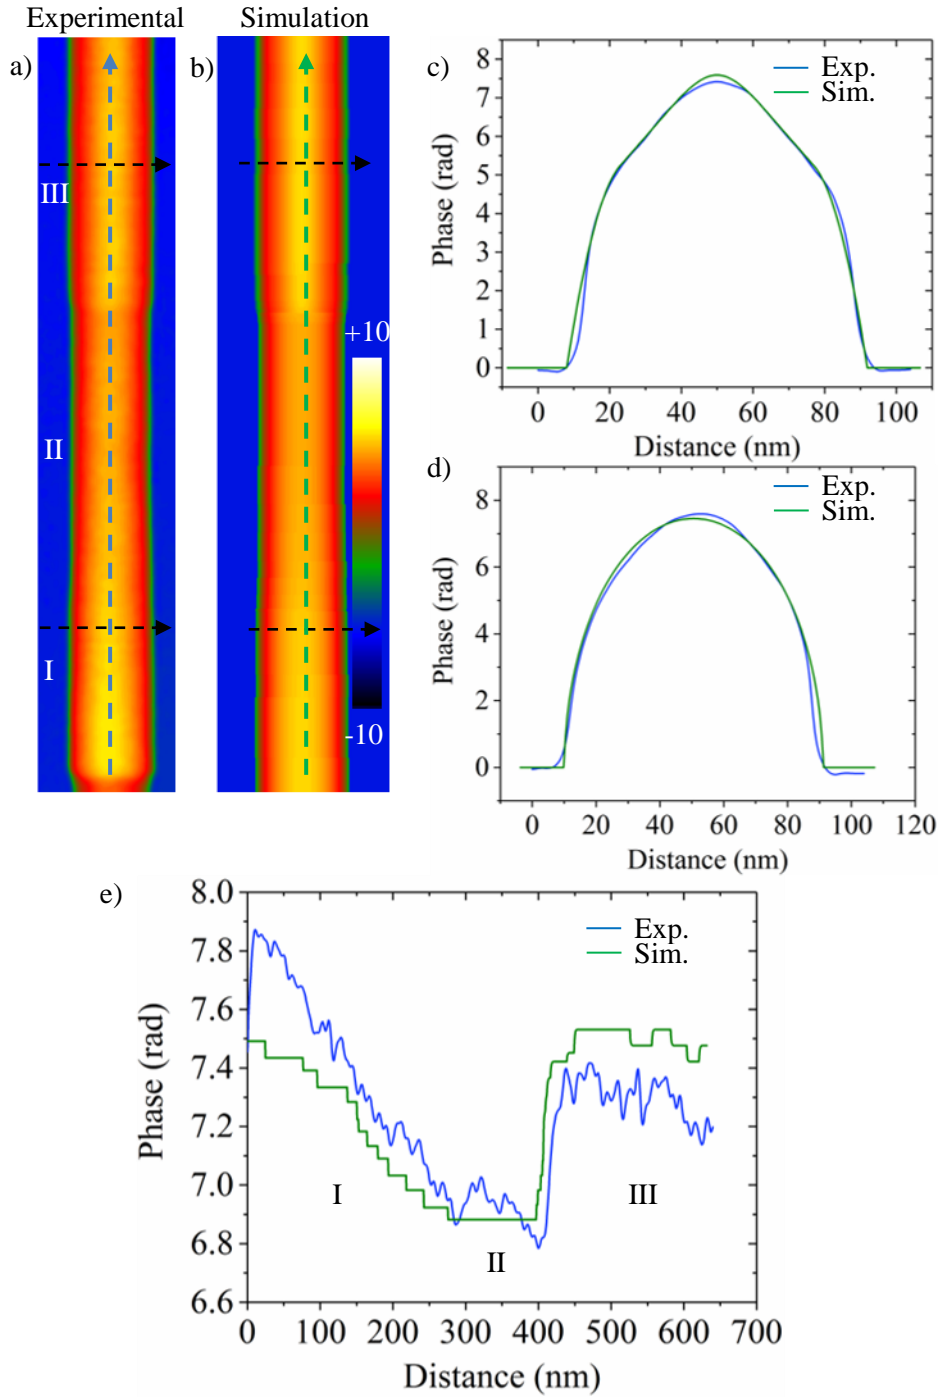 Experimental
Simulation
a)
b)
III
II
I
+10
-10
c)
8
7
6
5
4
3
2
1
0
Phase (rad)
Exp.
Sim.
0 20 40 60 80 100
Distance (nm)
d)
8
6
4
2
0
Phase (rad)
Exp.
Sim.
0 20 40 60 80 100 120
Distance (nm)
e)
8.0
7.8
7.6
7.4
7.2
7.0
6.8
6.6
Phase (rad)
Exp.
Sim.
I
II
III
0 100 200 300 400 500 600 700
Distance (nm)